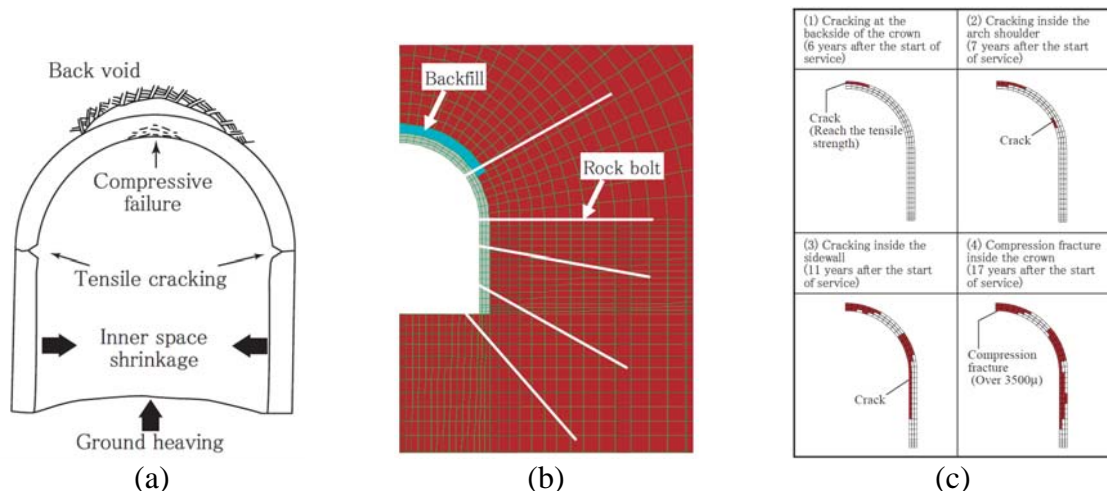 Back void
Compressive
failure
Tensile cracking
Inner space
shrinkage
Ground heaving
(a)
Backfill
Rock bolt
(b)
(1) Cracking at the
backside of the crown
(6 years after the start of
service)
Crack
(Reach the tensile
strength)
(2) Cracking inside the
arch shoulder
(7 years after the start
of service)
Crack
(3) Cracking inside the
sidewall
(11 years after the start
of service)
Crack
(4) Compression fracture
inside the crown
(17 years after the start
of service)
Compression
fracture
(Over 3500μ)
(c)